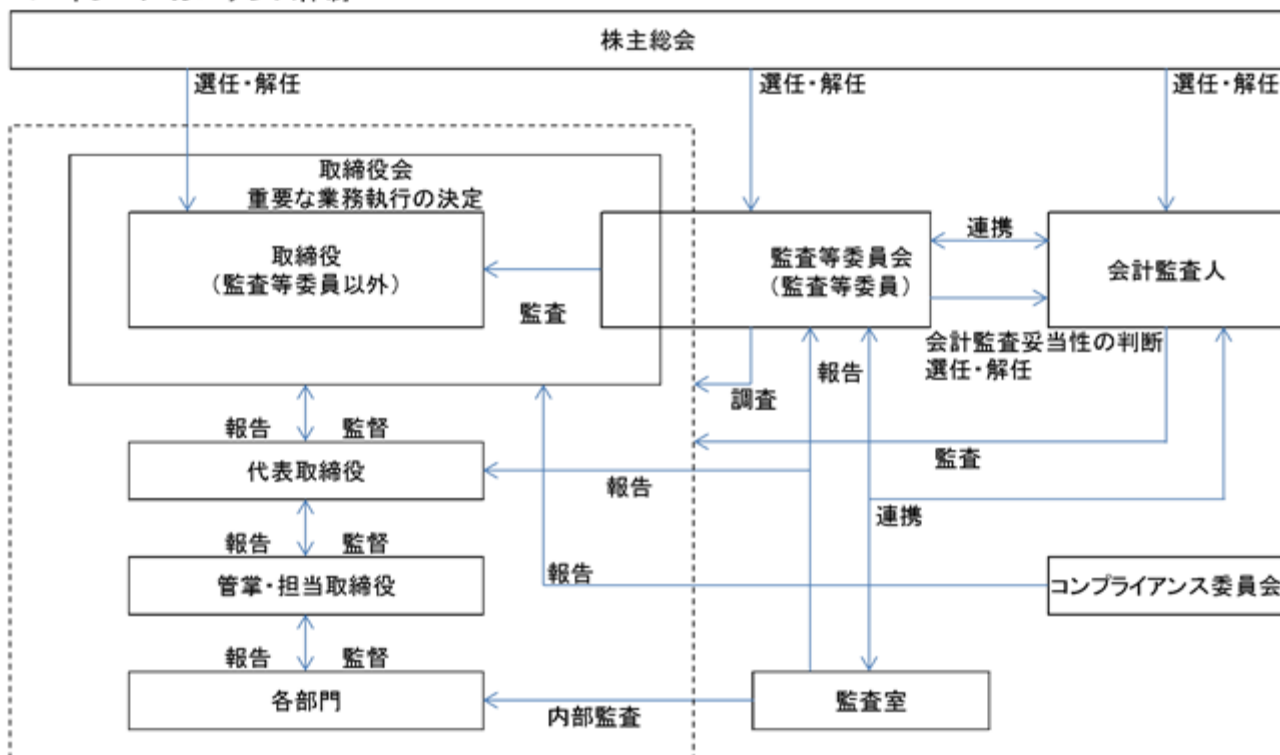 株主総会
選任・解任
選任・解任
選任・解任
取締役会
重要な業務執行の決定
取締役
（監査等委員以外）
監査
監査等委員会
（監査等委員）
連携
会計監査人
会計監査妥当性の判断
選任・解任
報告
調査
報告
監督
監査
代表取締役
報告
連携
報告
監督
報告
管掌・担当取締役
コンプライアンス委員会
報告
監督
各部門
内部監査
監査室